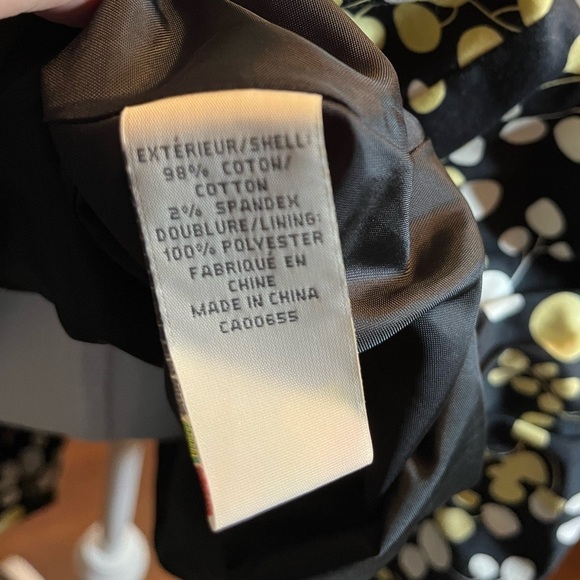 EXTÉRIEUR/SHELL:
98% COTON/
COTTON
2% SPANDEX
DOUBLURE/LINING:
100% POLYESTER
FABRIQUÉ EN
CHINE
MADE IN CHINA
CA00655